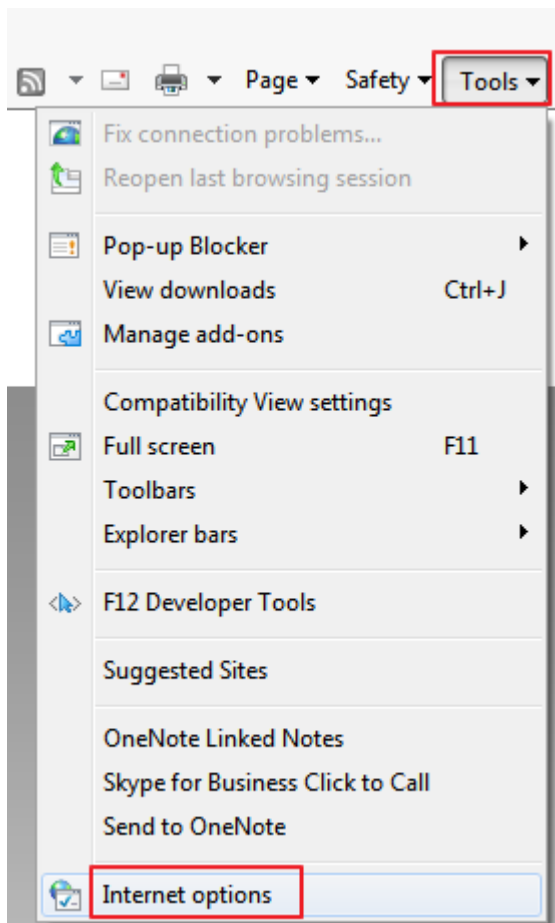 Page Safety Tools
Fix connection problems...
Reopen last browsing session
Pop-up Blocker
View downloads Ctrl+J
Manage add-ons
Compatibility View settings
Full screen F11
Toolbars
Explorer bars
F12 Developer Tools
Suggested Sites
OneNote Linked Notes
Skype for Business Click to Call
Send to OneNote
Internet options